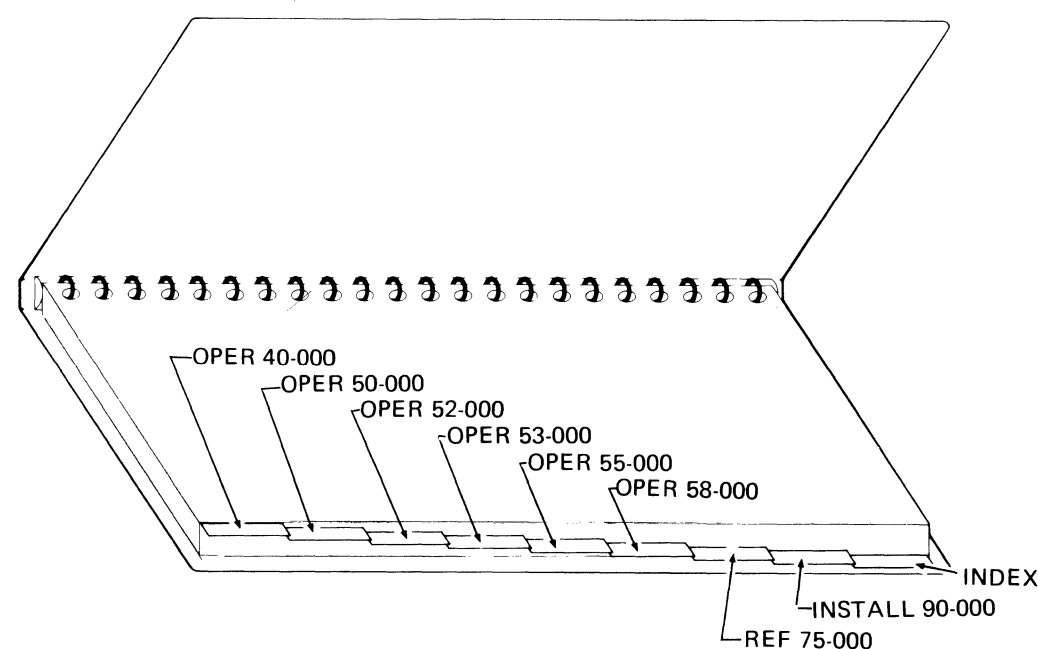 OPER 40-000
OPER 50-000
OPER 52-000
OPER 53-000
OPER 55-000
OPER 58-000
INDEX
INSTALL 90-000
REF 75-000